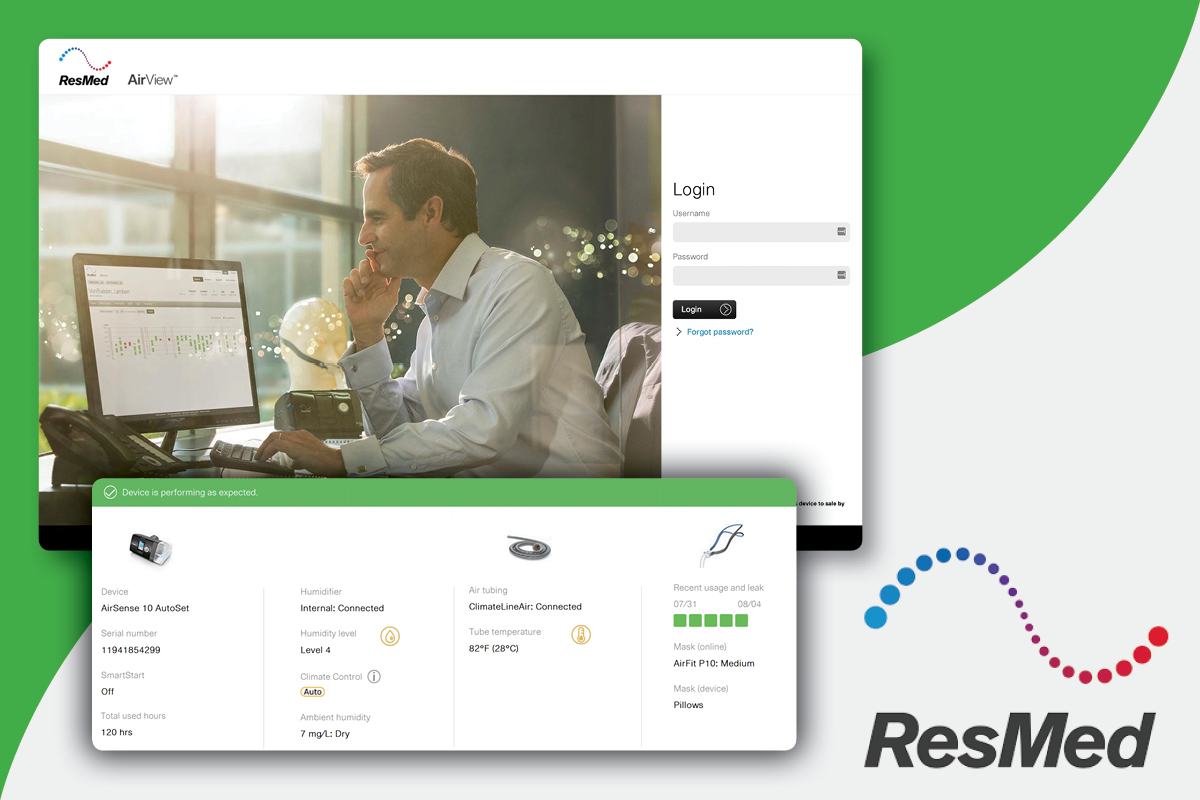 ResMed
AirView™
Login
Username
Password
Login
Forgot password?
device to sale by
Device is performing as expected.
Device
AirSense 10 AutoSet
Serial number
11941854299
SmartStart
Off
Total used hours
120 hrs
Humidifier
Internal: Connected
Humidity level
Level 4
Climate Control
Auto
Ambient humidity
7 mg/L: Dry
Air tubing
ClimateLineAir: Connected
Tube temperature
82°F (28°C)
Recent usage and leak
07/31 08/04
Mask (online)
AirFit P10: Medium
Mask (device)
Pillows
ResMed